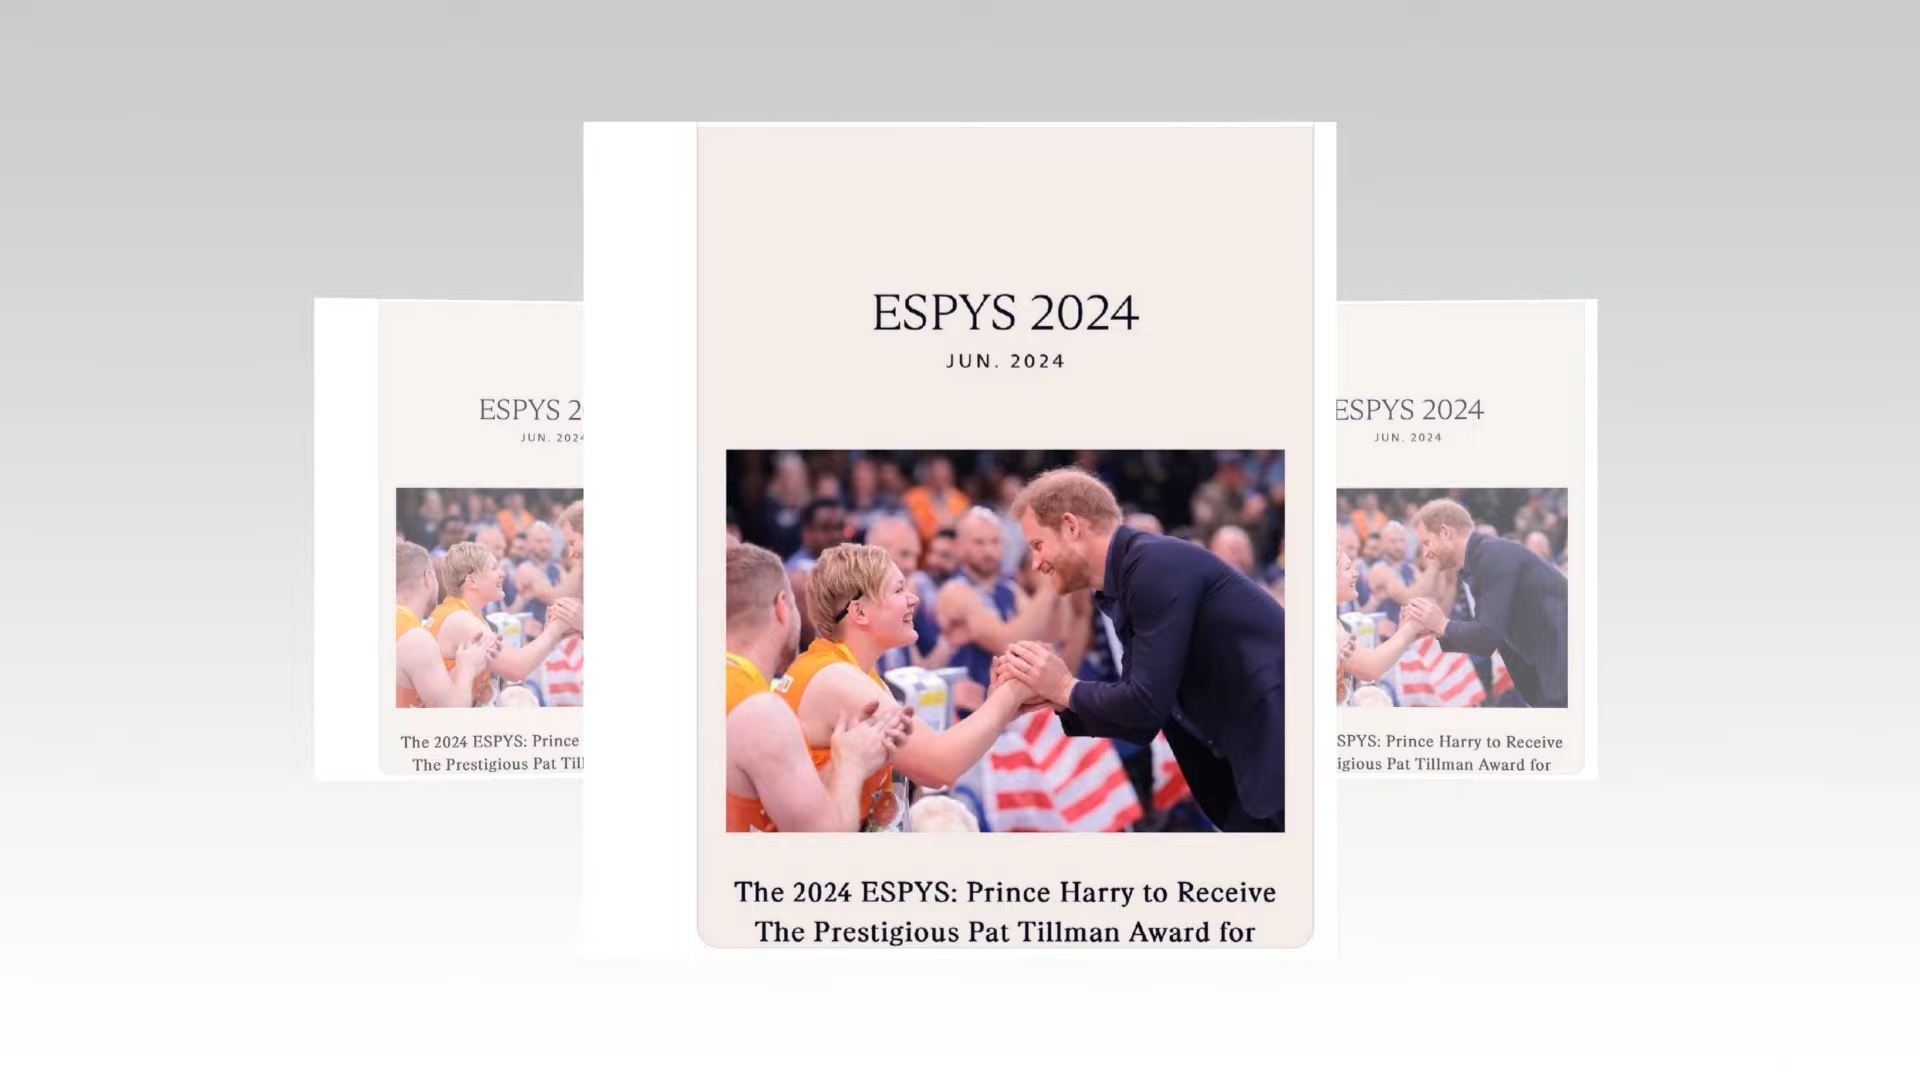 ESPYS 2024
JUN. 2024
The 2024 ESPYS: Prince Harry to Receive
The Prestigious Pat Tillman Award for
ESPYS 2
JUN. 2024
The 2024 ESPYS: Prince
The Prestigious Pat Till
ESPYS 2024
JUN. 2024
SPYS: Prince Harry to Receive
igious Pat Tillman Award for